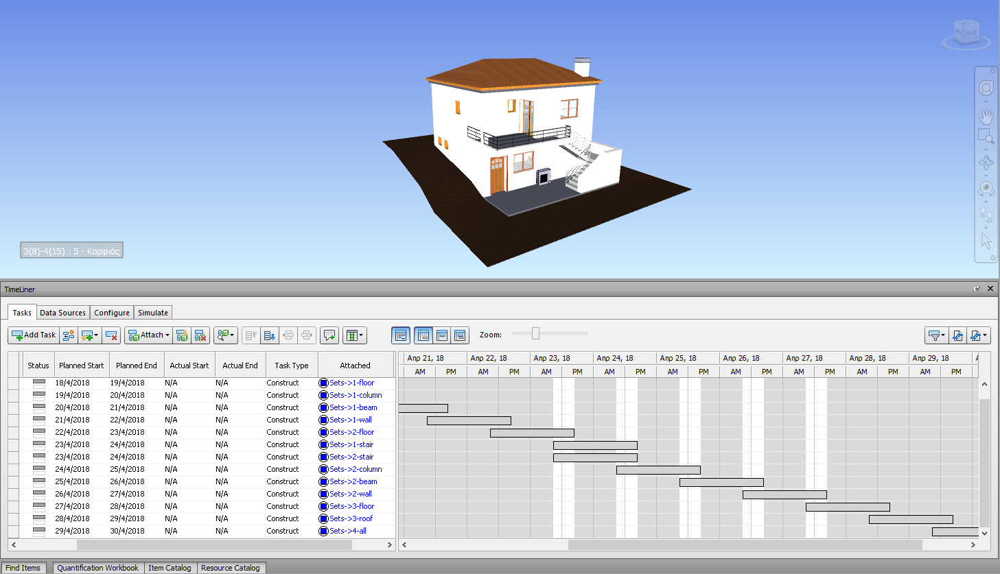 3(8)-4(15) : 5 - Κορφιάς
TimeLiner
Tasks Data Sources Configure Simulate
Add Task Attach Zoom:
Status Planned Start Planned End Actual Start Actual End Task Type Attached
Απρ 21, 18 Απρ 22, 18 Απρ 23, 18 Απρ 24, 18 Απρ 25, 18 Απρ 26, 18 Απρ 27, 18 Απρ 28, 18 Απρ 29, 18
AM PM AM PM AM PM AM PM AM PM AM PM AM PM AM PM AM PM
18/4/2018 19/4/2018 N/A N/A Construct Sets->1-floor
19/4/2018 20/4/2018 N/A N/A Construct Sets->1-column
20/4/2018 21/4/2018 N/A N/A Construct Sets->1-beam
21/4/2018 22/4/2018 N/A N/A Construct Sets->1-wall
22/4/2018 23/4/2018 N/A N/A Construct Sets->2-floor
23/4/2018 24/4/2018 N/A N/A Construct Sets->1-stair
23/4/2018 24/4/2018 N/A N/A Construct Sets->2-stair
24/4/2018 25/4/2018 N/A N/A Construct Sets->2-column
25/4/2018 26/4/2018 N/A N/A Construct Sets->2-beam
26/4/2018 27/4/2018 N/A N/A Construct Sets->2-wall
27/4/2018 28/4/2018 N/A N/A Construct Sets->3-floor
28/4/2018 29/4/2018 N/A N/A Construct Sets->3-roof
29/4/2018 30/4/2018 N/A N/A Construct Sets->4-all
Find Items Quantification Workbook Item Catalog Resource Catalog